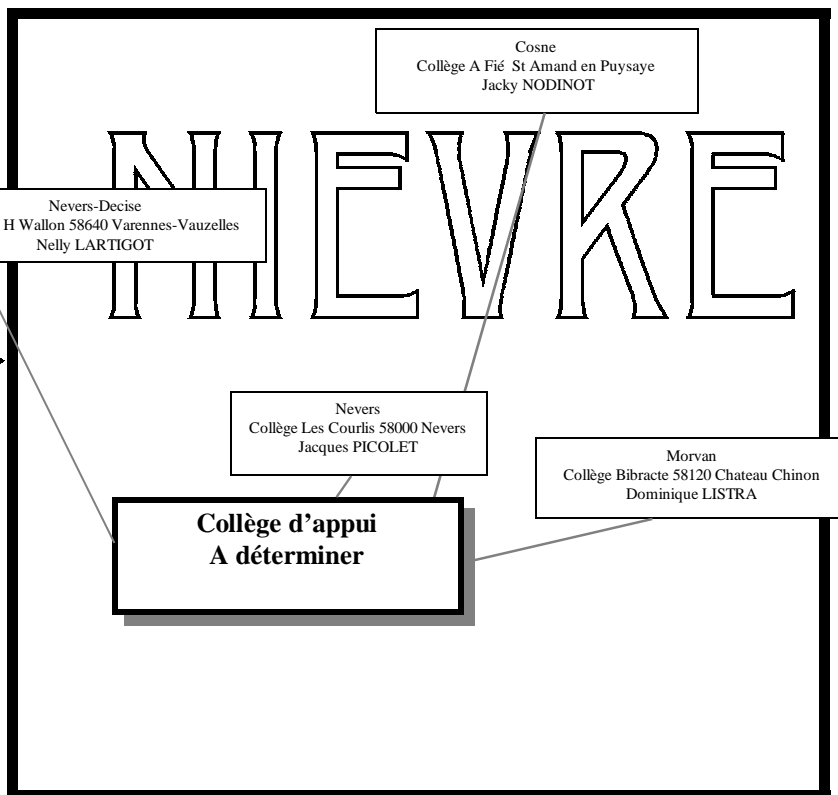 Cosne
Collège A Fié St Amand en Puysaye
Jacky NODINOT
NIEVRE
Nevers-Decise
H Wallon 58640 Varennes-Vauzelles
Nelly LARTIGOT
Nevers
Collège Les Courlis 58000 Nevers
Jacques PICOLET
Morvan
Collège Bibracte 58120 Chateau Chinon
Dominique LISTRA
Collège d’appui
A déterminer